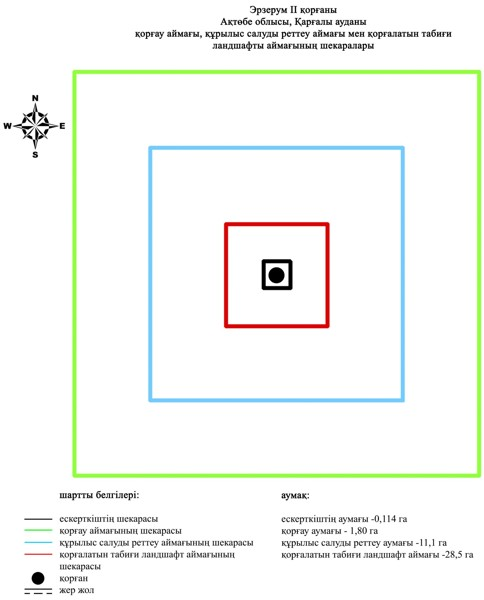 Эрзерум II қорғаны
Ақтөбе облысы, Қарғалы ауданы
қорғау аймағы, құрылыс салуды реттеу аймағы мен қорғалатын табиғи
ландшафты аймағының шекаралары
N
W E
S
шартты белгілері:
ескерткіштің шекарасы
қорғау аймағының шекарасы
құрылыс салуды реттеу аймағының шекарасы
қорғалатын табиғи ландшафт аймағының
шекарасы
қорған
жер жол
аумақ:
ескерткіштің аумағы -0,114 га
қорғау аумағы - 1,80 га
құрылыс салуды реттеу аумағы -11,1 га
қорғалатын табиғи ландшафт аймағы -28,5 га